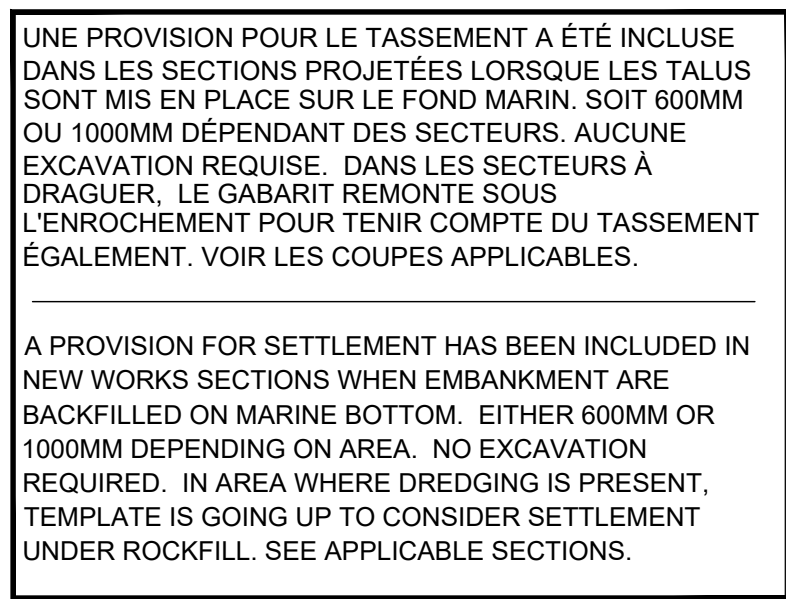 UNE PROVISION POUR LE TASSEMENT A ÉTÉ INCLUSE
DANS LES SECTIONS PROJETÉES LORSQUE LES TALUS
SONT MIS EN PLACE SUR LE FOND MARIN. SOIT 600MM
OU 1000MM DÉPENDANT DES SECTEURS. AUCUNE
EXCAVATION REQUISE.  DANS LES SECTEURS À
DRAGUER,  LE GABARIT REMONTE SOUS
L'ENROCHEMENT POUR TENIR COMPTE DU TASSEMENT
ÉGALEMENT. VOIR LES COUPES APPLICABLES.
A PROVISION FOR SETTLEMENT HAS BEEN INCLUDED IN
NEW WORKS SECTIONS WHEN EMBANKMENT ARE
BACKFILLED ON MARINE BOTTOM.  EITHER 600MM OR
1000MM DEPENDING ON AREA.  NO EXCAVATION
REQUIRED.  IN AREA WHERE DREDGING IS PRESENT,
TEMPLATE IS GOING UP TO CONSIDER SETTLEMENT
UNDER ROCKFILL. SEE APPLICABLE SECTIONS.